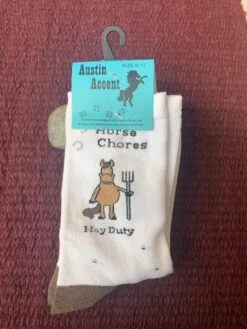 Austin
Accent
SIZE 9-11
Horse
Chores
Hay Duty